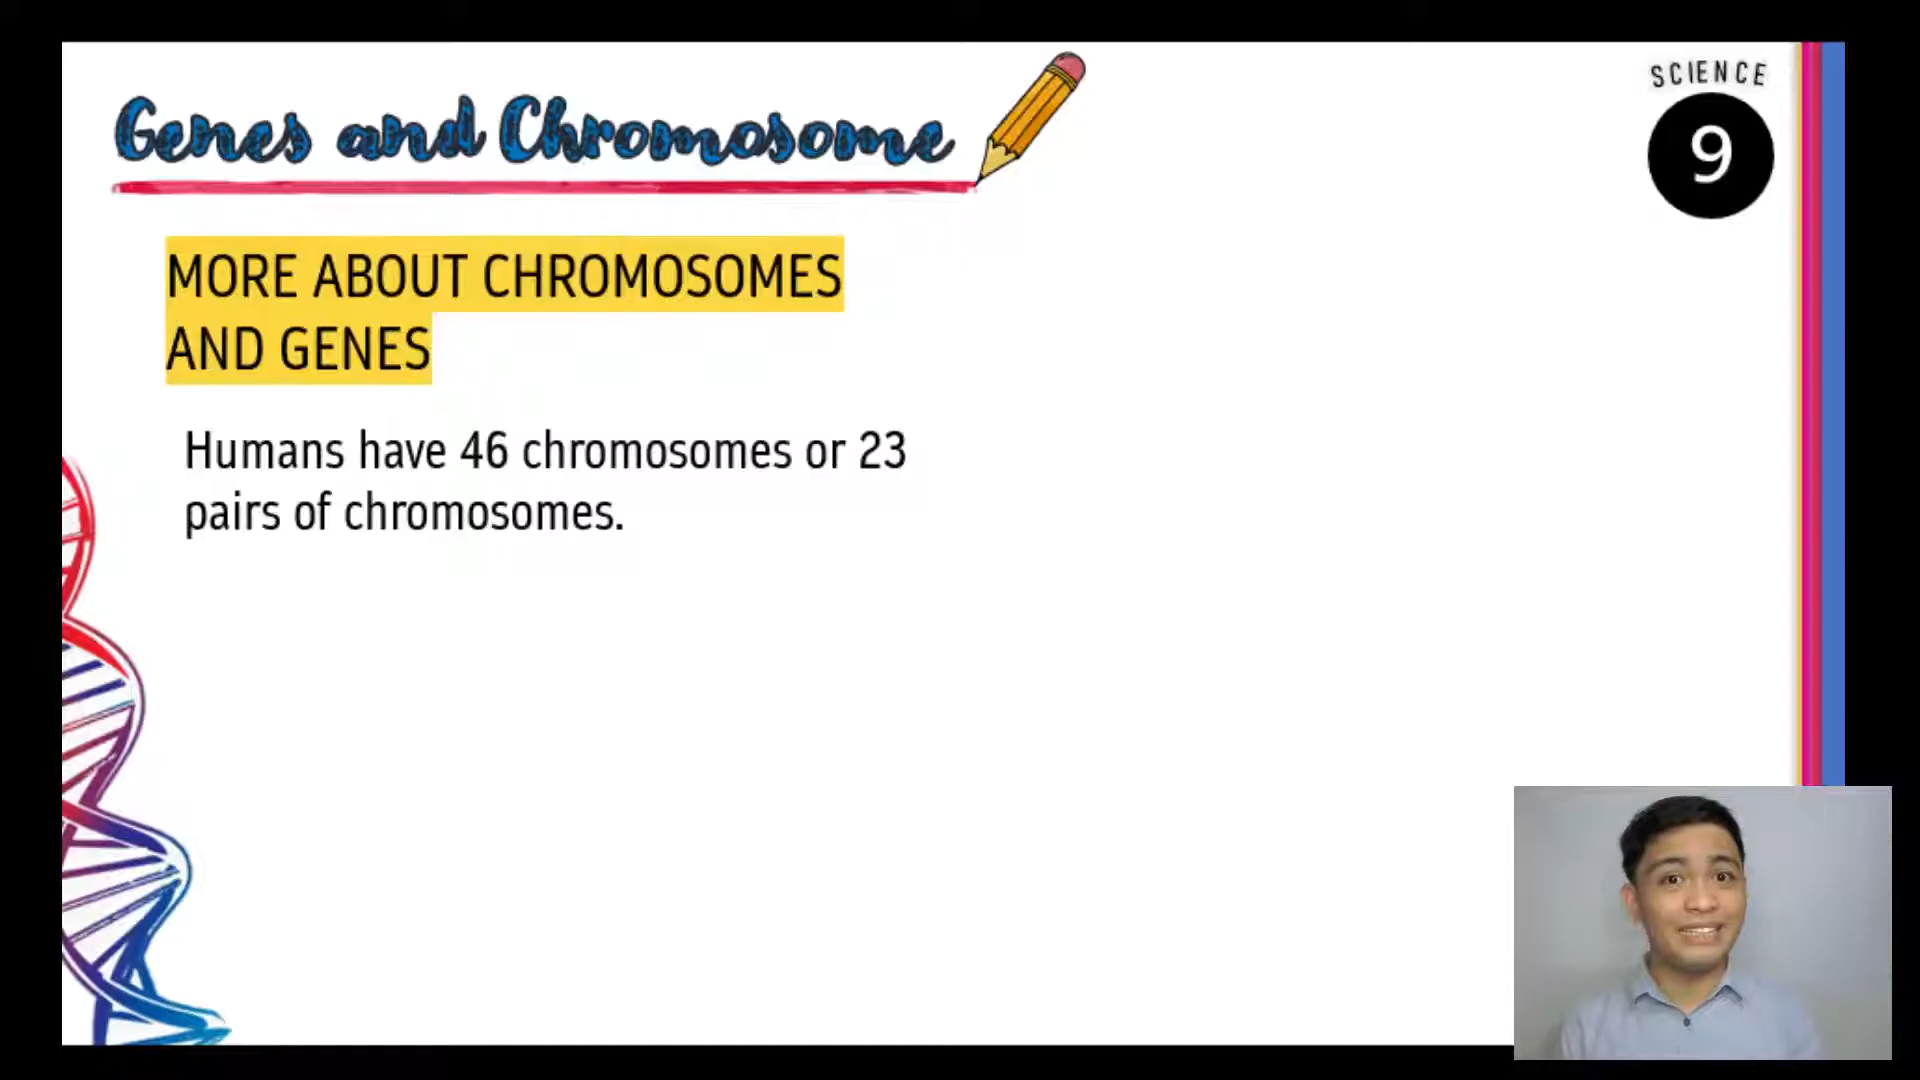 Genes and Chromosome
SCIENCE
9
MORE ABOUT CHROMOSOMES
AND GENES
Humans have 46 chromosomes or 23
pairs of chromosomes.